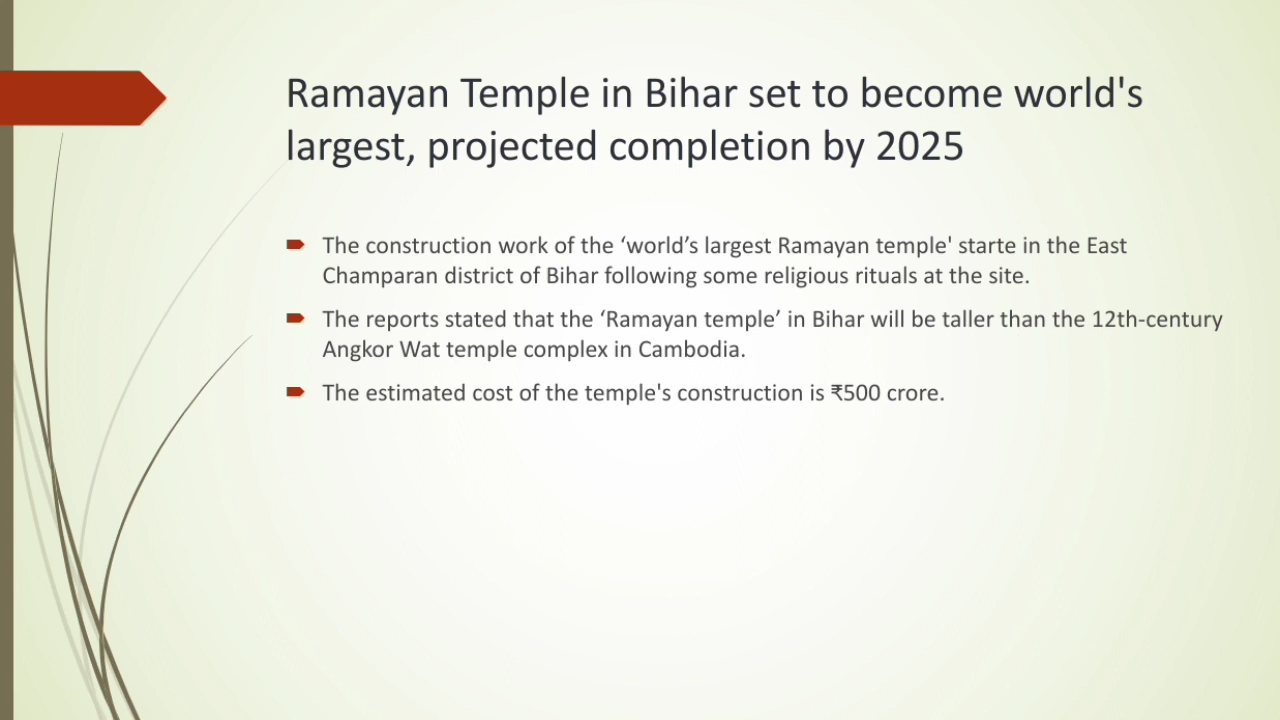 Ramayan Temple in Bihar set to become world's
largest, projected completion by 2025
The construction work of the ‘world’s largest Ramayan temple' starte in the East
Champaran district of Bihar following some religious rituals at the site.
The reports stated that the ‘Ramayan temple’ in Bihar will be taller than the 12th-century
Angkor Wat temple complex in Cambodia.
The estimated cost of the temple's construction is ₹500 crore.